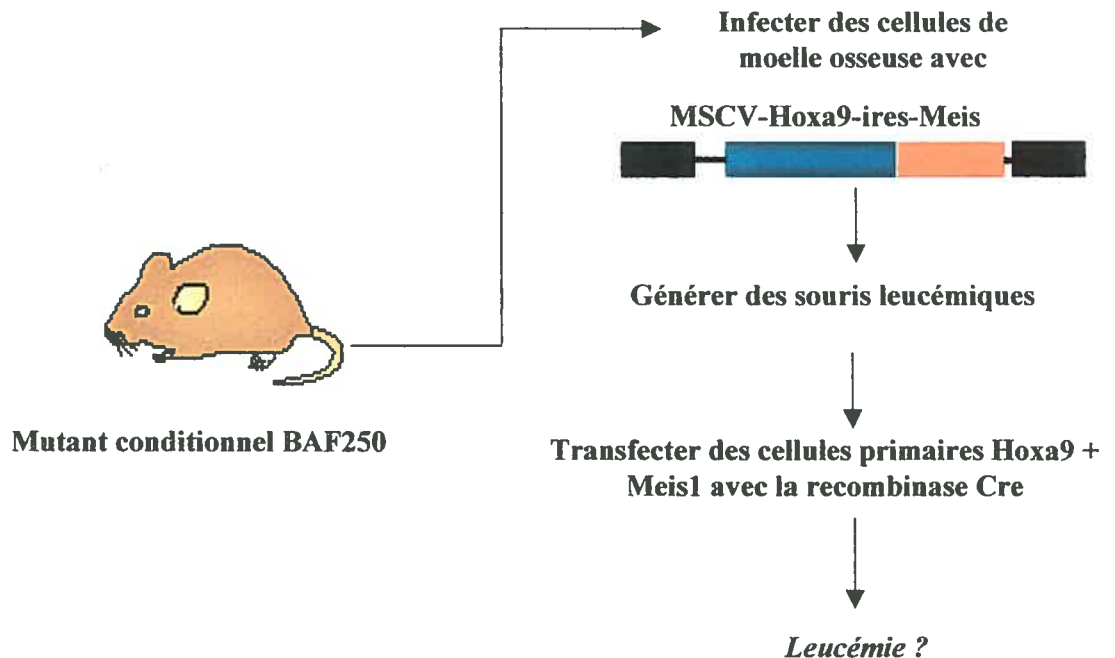 Infecter des cellules de
moelle osseuse avec
MSCV-Hoxa9-ires-Meis
Générer des souris leucémiques
Mutant conditionnel BAF250
Transfecter des cellules primaires Hoxa9 +
Meis1 avec la recombinase Cre
Leucémie ?